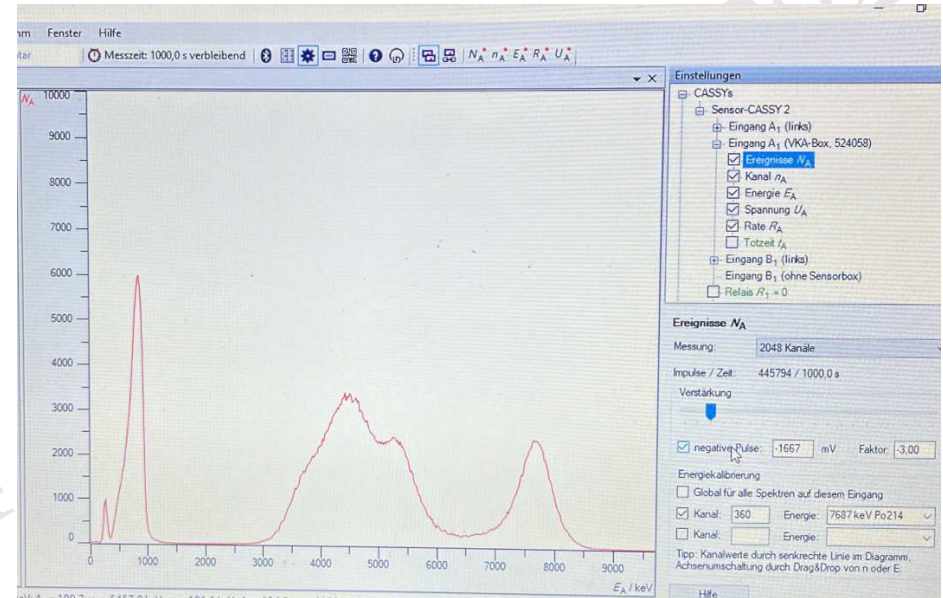 Fenster Hilfe
Messzeit: 1000,0 s verbleibend
N_A n_A E_A R_A U_A
Einstellungen
CASSYs
Sensor-CASSY 2
Eingang A₁ (links)
Eingang A₁ (VKA-Box, 524058)
Ereignisse N_A
Kanal n_A
Energie E_A
Spannung U_A
Rate R_A
Totzeit t_A
Eingang B₁ (links)
Eingang B₁ (ohne Sensorbox)
Relais R₁ = 0
N_A
10000
9000
8000
7000
6000
5000
4000
3000
2000
1000
0
0 1000 2000 3000 4000 5000 6000 7000 8000 9000
E_A / keV
Ereignisse N_A
Messung: 2048 Kanäle
Impulse / Zeit: 445794 / 1000,0 s
Verstärkung
negative Pulse: -1667 mV Faktor: -3,00
Energiekalibrierung
Global für alle Spektren auf diesem Eingang
Kanal: 360 Energie: 7687 keV Po214
Kanal: Energie:
Tipp: Kanalwerte durch senkrechte Linie im Diagramm,
Achsenumschaltung durch Drag&Drop von n oder E.
Hilfe